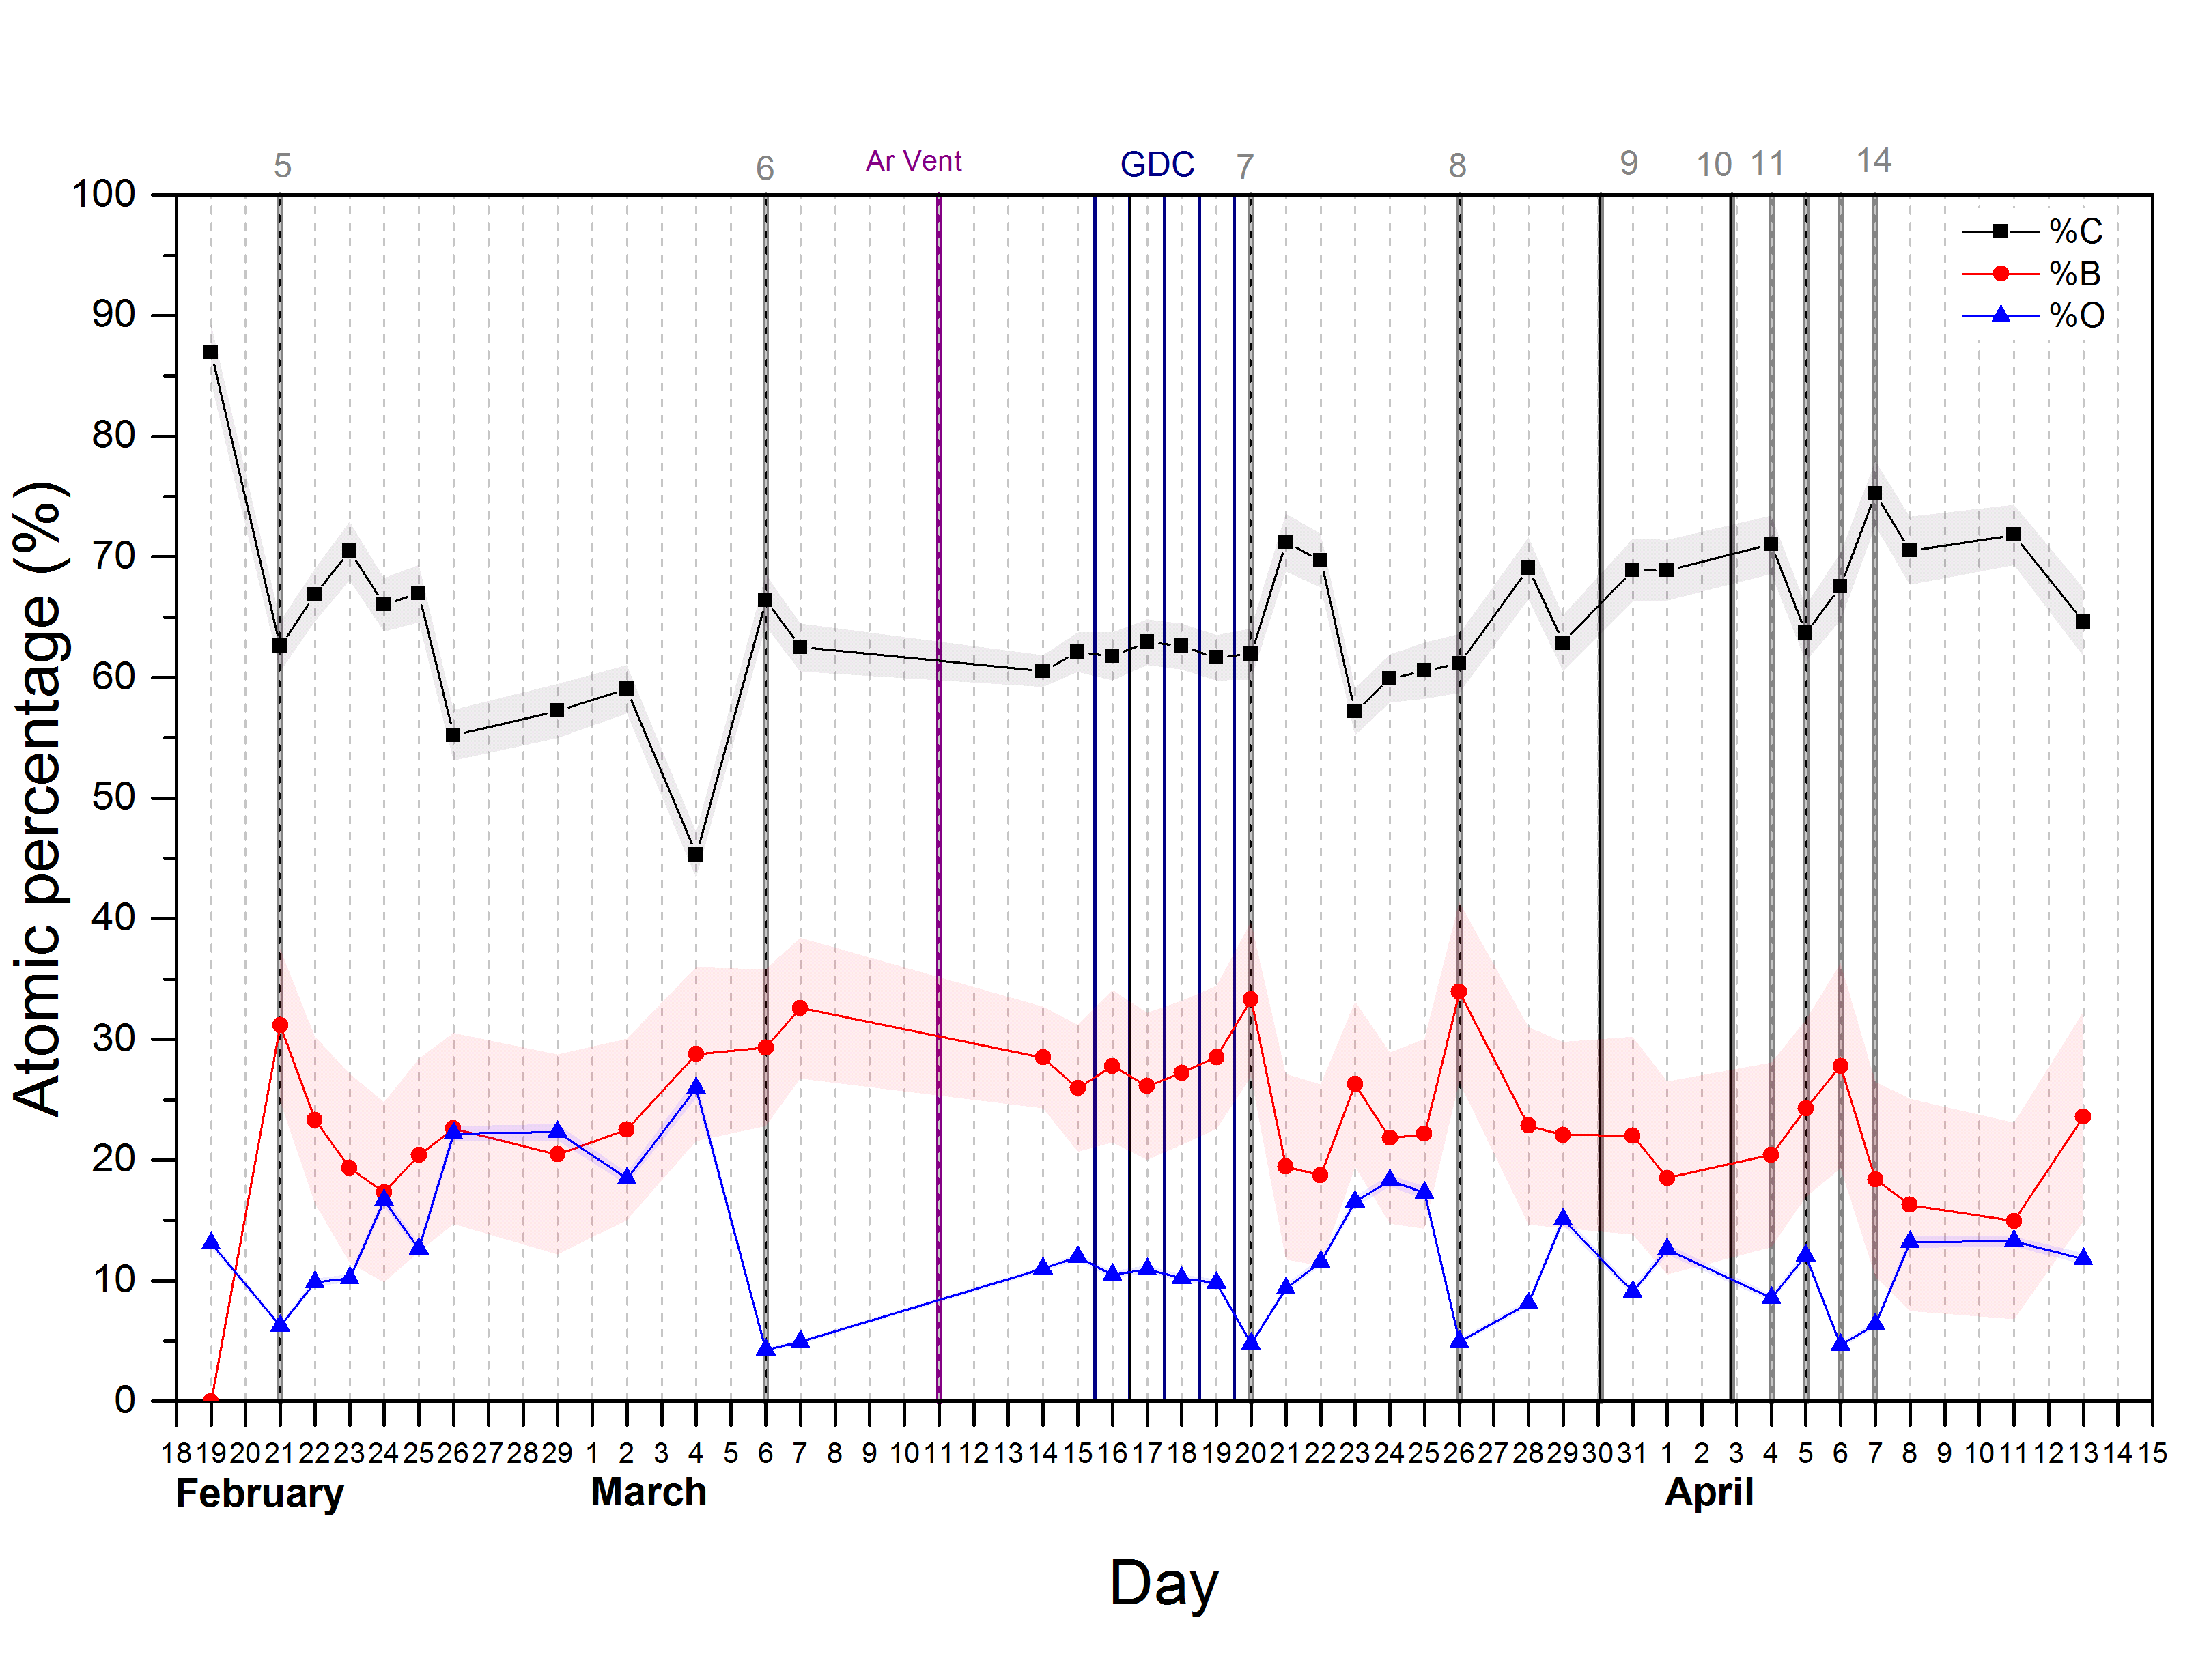 5 6 Ar Vent GDC 7 8 9 10 11 14
100
90
80
70
60
50
40
30
20
10
0
Atomic percentage (%)
%C
%B
%O
18 19 20 21 22 23 24 25 26 27 28 29 1 2 3 4 5 6 7 8 9 10 11 12 13 14 15 16 17 18 19 20 21 22 23 24 25 26 27 28 29 30 31 1 2 3 4 5 6 7 8 9 10 11 12 13 14 15
February March April
Day